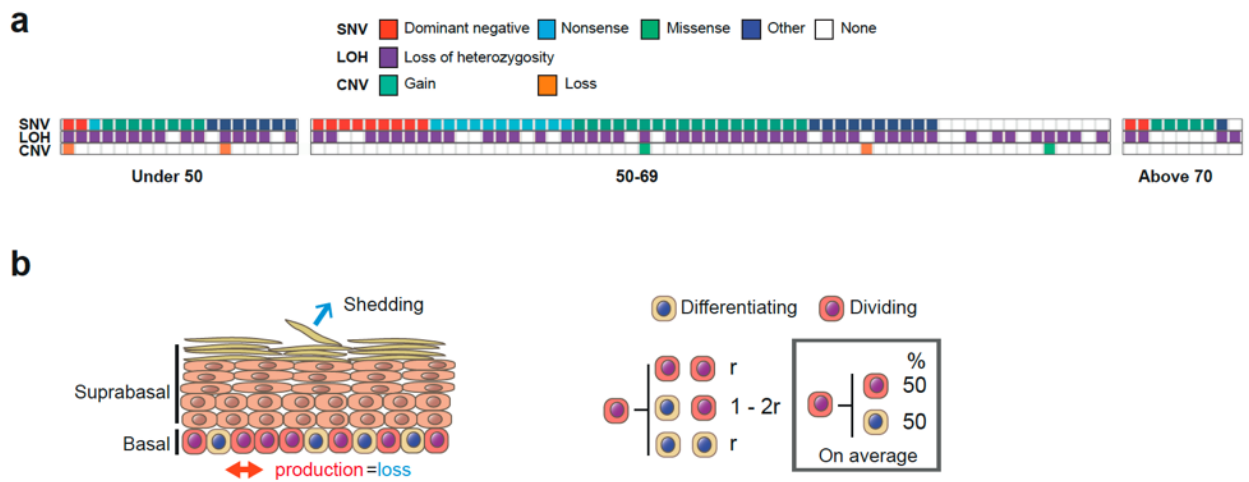 a
SNV Dominant negative Nonsense Missense Other None
LOH Loss of heterozygosity
CNV Gain Loss
SNV
LOH
CNV
Under 50 50-69 Above 70
b
Shedding
Suprabasal
Basal
production=loss
Differentiating Dividing
r
1 - 2r
r
%
50
50
On average